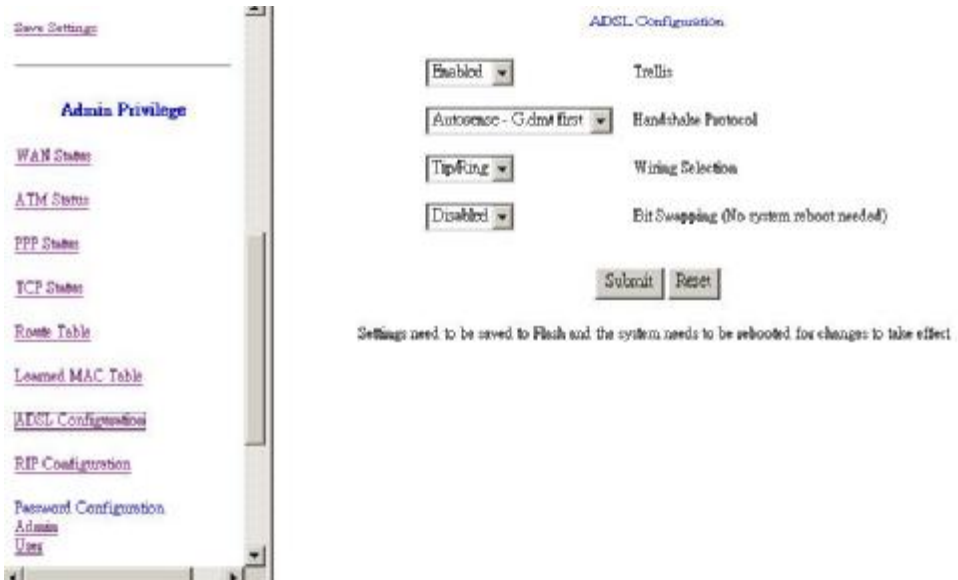 Save Settings
Admin Privilege
WAN Status
ATM Status
PPP Status
TCP Status
Route Table
Learned MAC Table
ADSL Configuration
RIP Configuration
Password Configuration
Admin
User
ADSL Configuration
Enabled Trellis
Autosense - G.dmt first Handshake Protocol
Tip/Ring Wiring Selection
Disabled Bit Swapping (No system reboot needed)
Submit Reset
Settings need to be saved to Flash and the system needs to be rebooted for changes to take effect